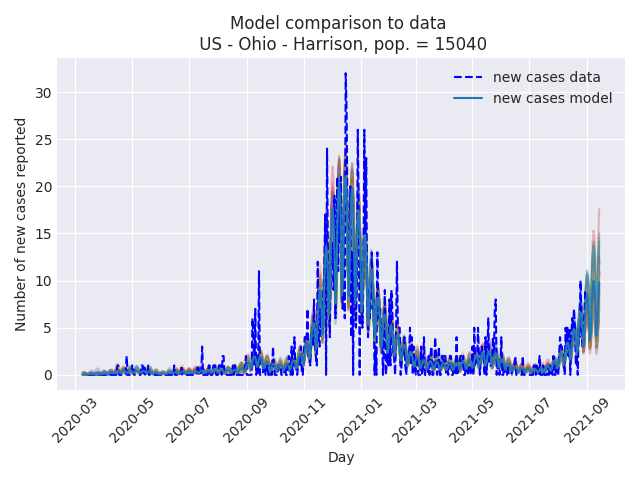 Model comparison to data
US - Ohio - Harrison, pop. = 15040
new cases data
new cases model
Number of new cases reported
30
25
20
15
10
5
0
2020-03
2020-05
2020-07
2020-09
2020-11
2021-01
2021-03
2021-05
2021-07
2021-09
Day